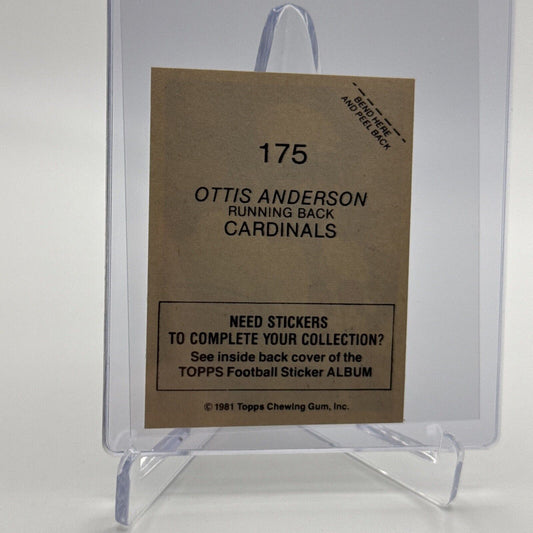 BEND HERE
AND PEEL BACK
175
OTTIS ANDERSON
RUNNING BACK
CARDINALS
NEED STICKERS
TO COMPLETE YOUR COLLECTION?
See inside back cover of the
TOPPS Football Sticker ALBUM
© 1981 Topps Chewing Gum, Inc.